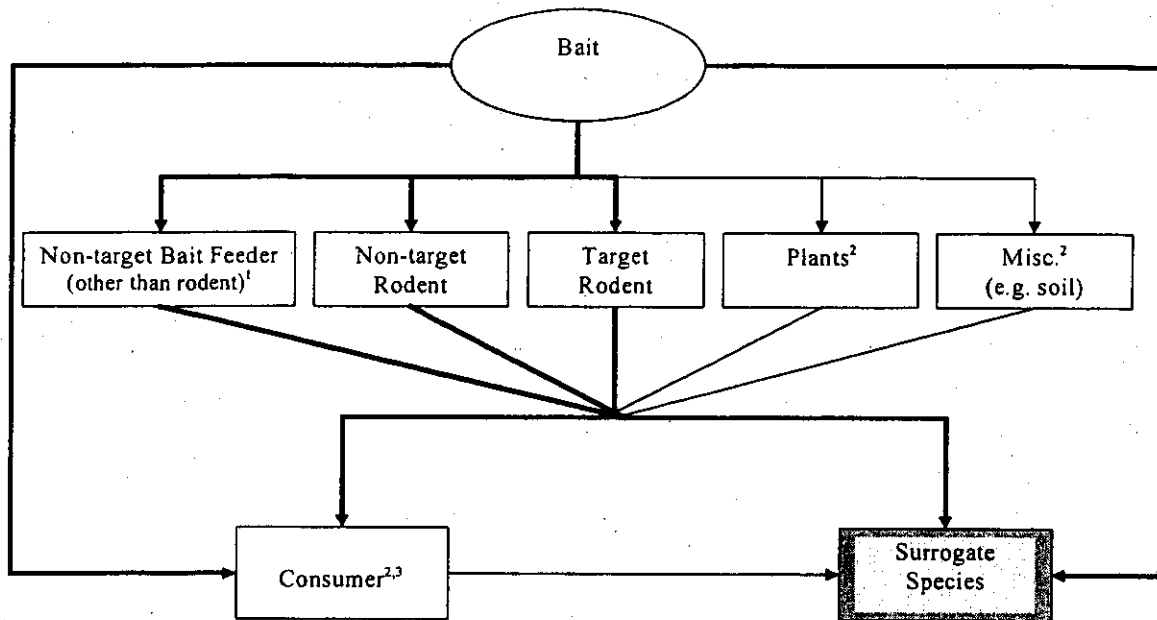 Bait
Non-target Bait Feeder
(other than rodent)¹
Non-target
Rodent
Target
Rodent
Plants²
Misc.²
(e.g. soil)
Consumer²,³
Surrogate
Species